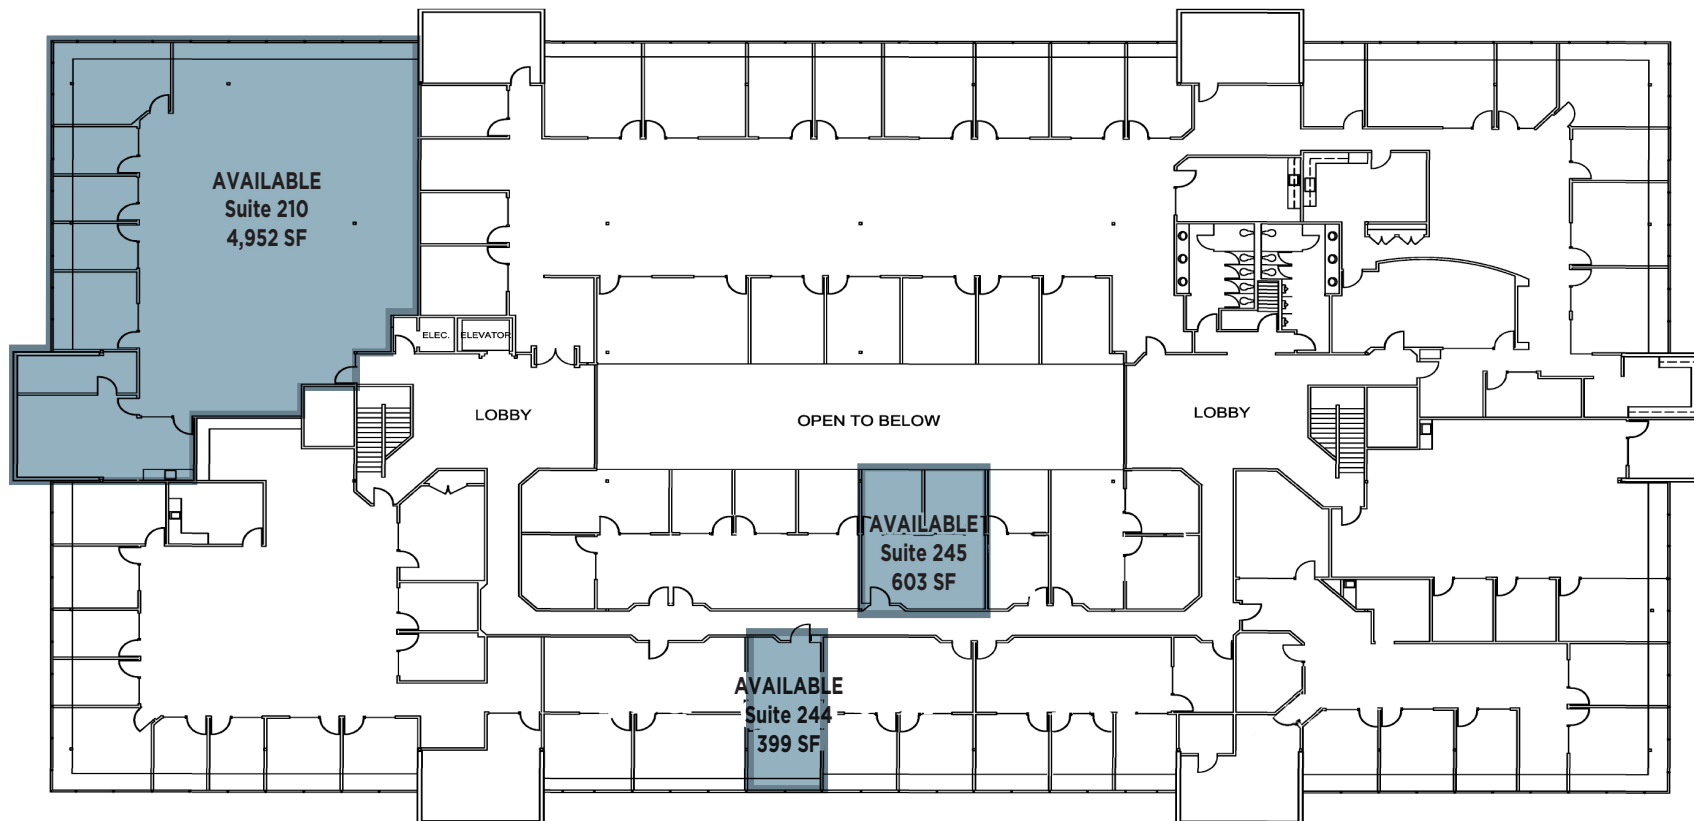 AVAILABLE
Suite 210
4,952 SF
ELEC.
ELEVATOR
LOBBY
OPEN TO BELOW
LOBBY
AVAILABLE
Suite 245
603 SF
AVAILABLE
Suite 244
399 SF